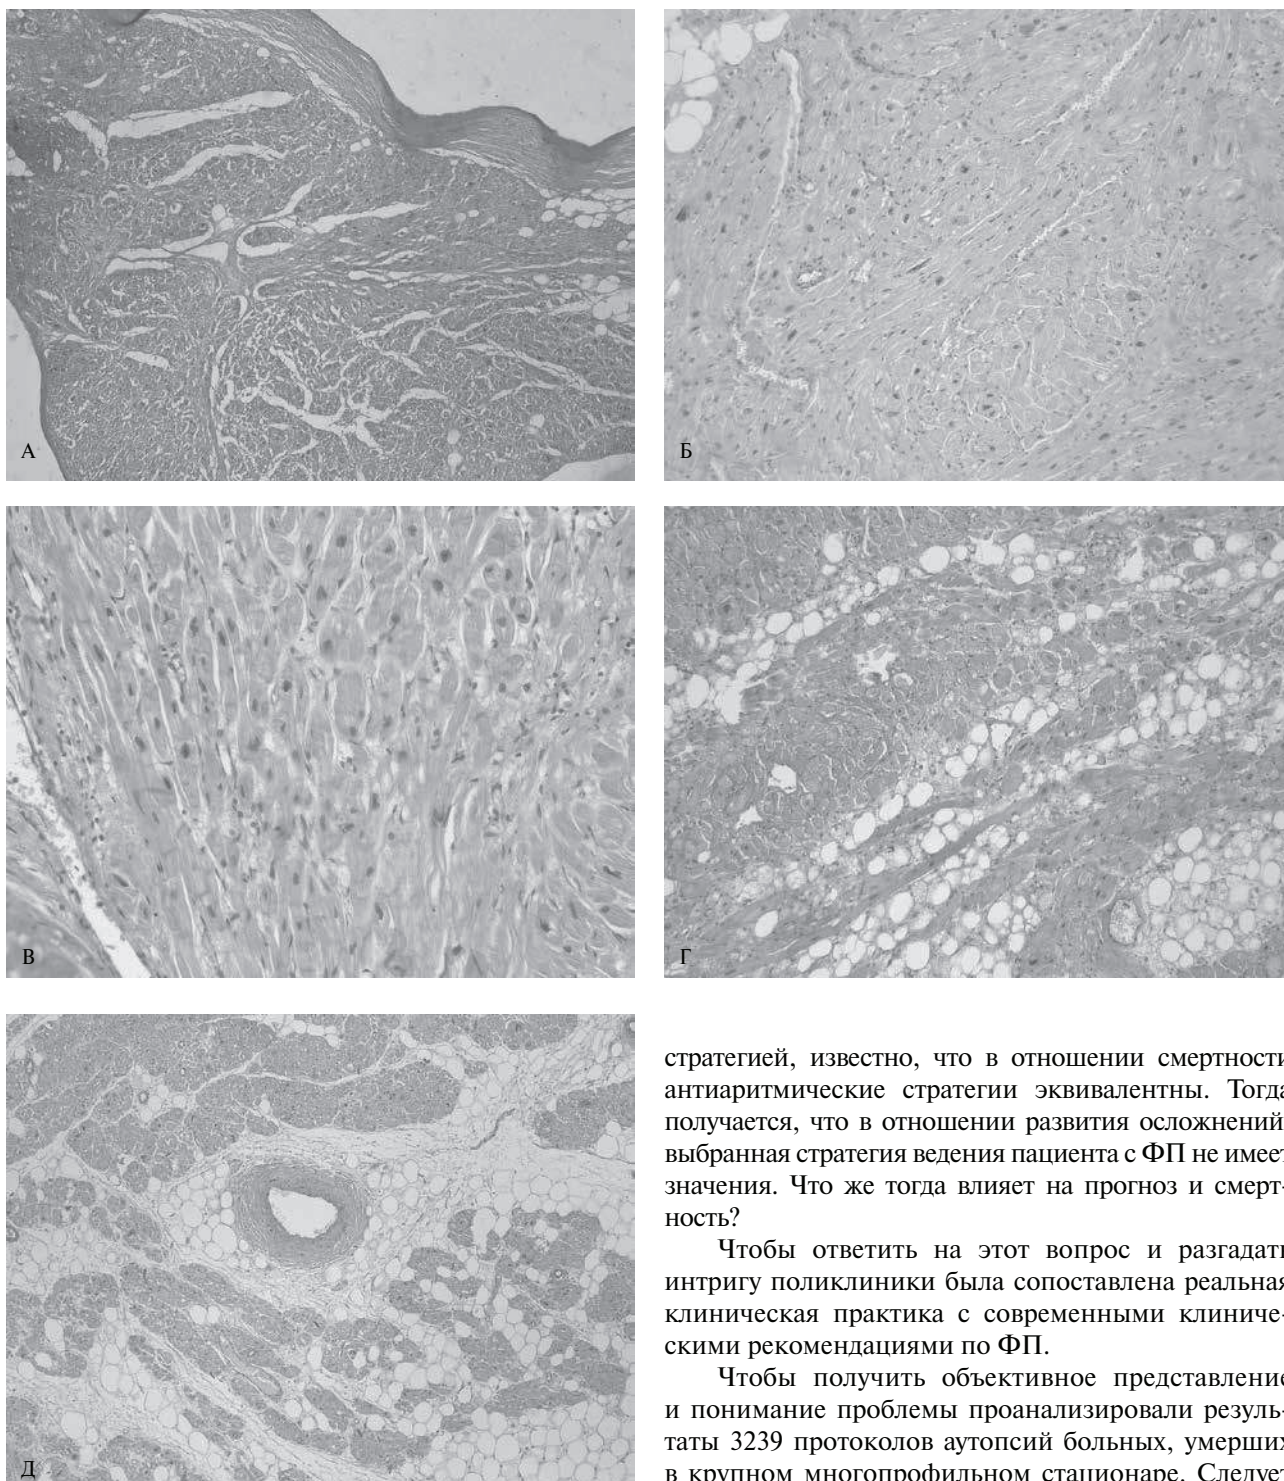 А
Б
В
Г
Д
стратегией, известно, что в отношении смертности
антиаритмические стратегии эквивалентны. Тогда
получается, что в отношении развития осложнений
выбранная стратегия ведения пациента с ФП не имеет
значения. Что же тогда влияет на прогноз и смерт-
ность?
Чтобы ответить на этот вопрос и разгадать
интригу поликлиники была сопоставлена реальная
клиническая практика с современными клиниче-
скими рекомендациями по ФП.
Чтобы получить объективное представление
и понимание проблемы проанализировали резуль-
таты 3239 протоколов аутопсий больных, умерших
в крупном многопрофильном стационаре. Следует